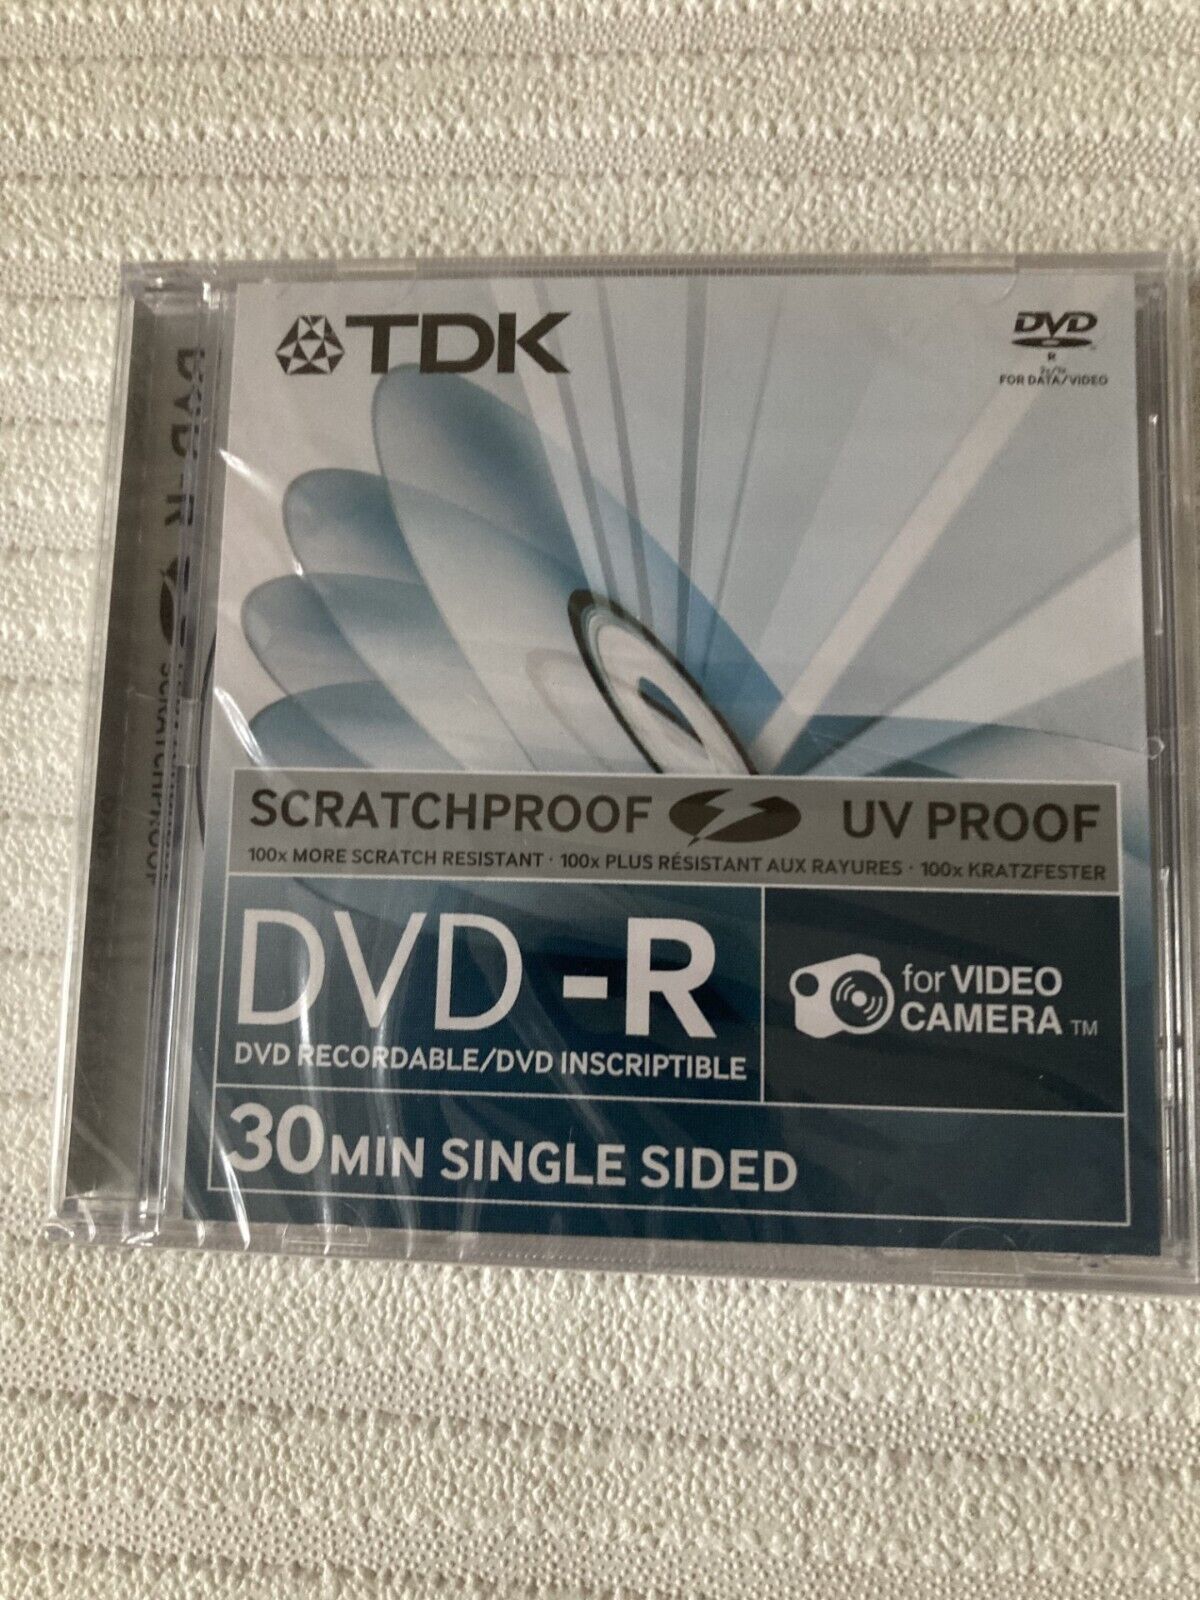 TDK
DVD
R
FOR DATA/VIDEO
DVD-R
SCRATCHPROOF
SCRATCHPROOF UV PROOF
100x MORE SCRATCH RESISTANT · 100x PLUS RÉSISTANT AUX RAYURES · 100x KRATZFESTER
DVD -R
DVD RECORDABLE/DVD INSCRIPTIBLE
for VIDEO
CAMERA TM
30MIN SINGLE SIDED